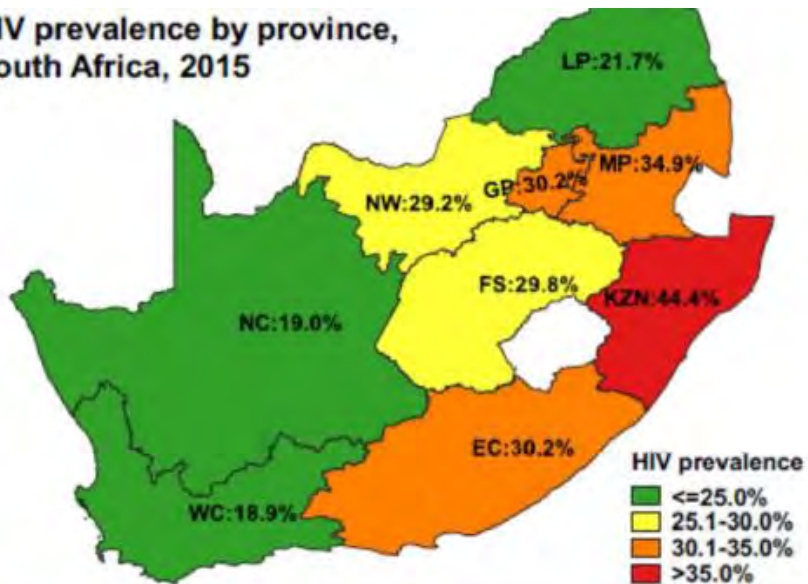 IV prevalence by province,
outh Africa, 2015
LP:21.7%
MP:34.9%
GP:30.2%
NW:29.2%
FS:29.8%
KZN:44.4%
NC:19.0%
EC:30.2%
WC:18.9%
HIV prevalence
<=25.0%
25.1-30.0%
30.1-35.0%
>35.0%